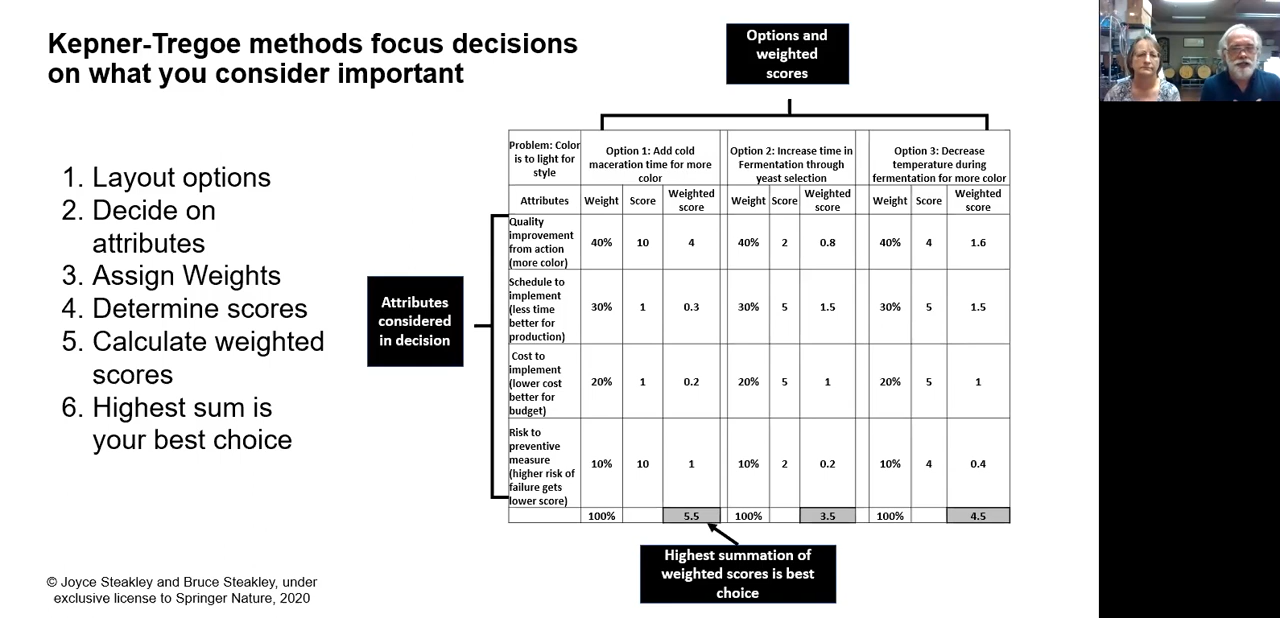 Kepner-Tregoe methods focus decisions
on what you consider important
1. Layout options
2. Decide on
attributes
3. Assign Weights
4. Determine scores
5. Calculate weighted
scores
6. Highest sum is
your best choice
© Joyce Steakley and Bruce Steakley, under
exclusive license to Springer Nature, 2020
Options and
weighted
scores
Attributes
considered
in decision
Problem: Color
is to light for
style
Option 1: Add cold
maceration time for more
color
Option 2: Increase time in
Fermentation through
yeast selection
Option 3: Decrease
temperature during
fermentation for more color
Attributes Weight Score Weighted score Weight Score Weighted score Weight Score Weighted score
Quality
improvement
from action
(more color)
40% 10 4 40% 2 0.8 40% 4 1.6
Schedule to
implement
(less time
better for
production)
30% 1 0.3 30% 5 1.5 30% 5 1.5
Cost to
implement
(lower cost
better for
budget)
20% 1 0.2 20% 5 1 20% 5 1
Risk to
preventive
measure
(higher risk of
failure gets
lower score)
10% 10 1 10% 2 0.2 10% 4 0.4
100% 5.5 100% 3.5 100% 4.5
Highest summation of
weighted scores is best
choice